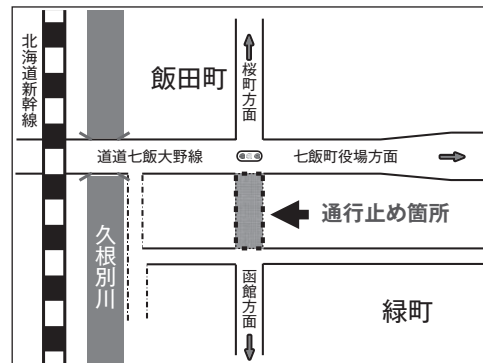 北海道新幹線
飯田町
桜町方面
道道七飯大野線
七飯町役場方面
久根別川
通行止め箇所
函館方面
緑町